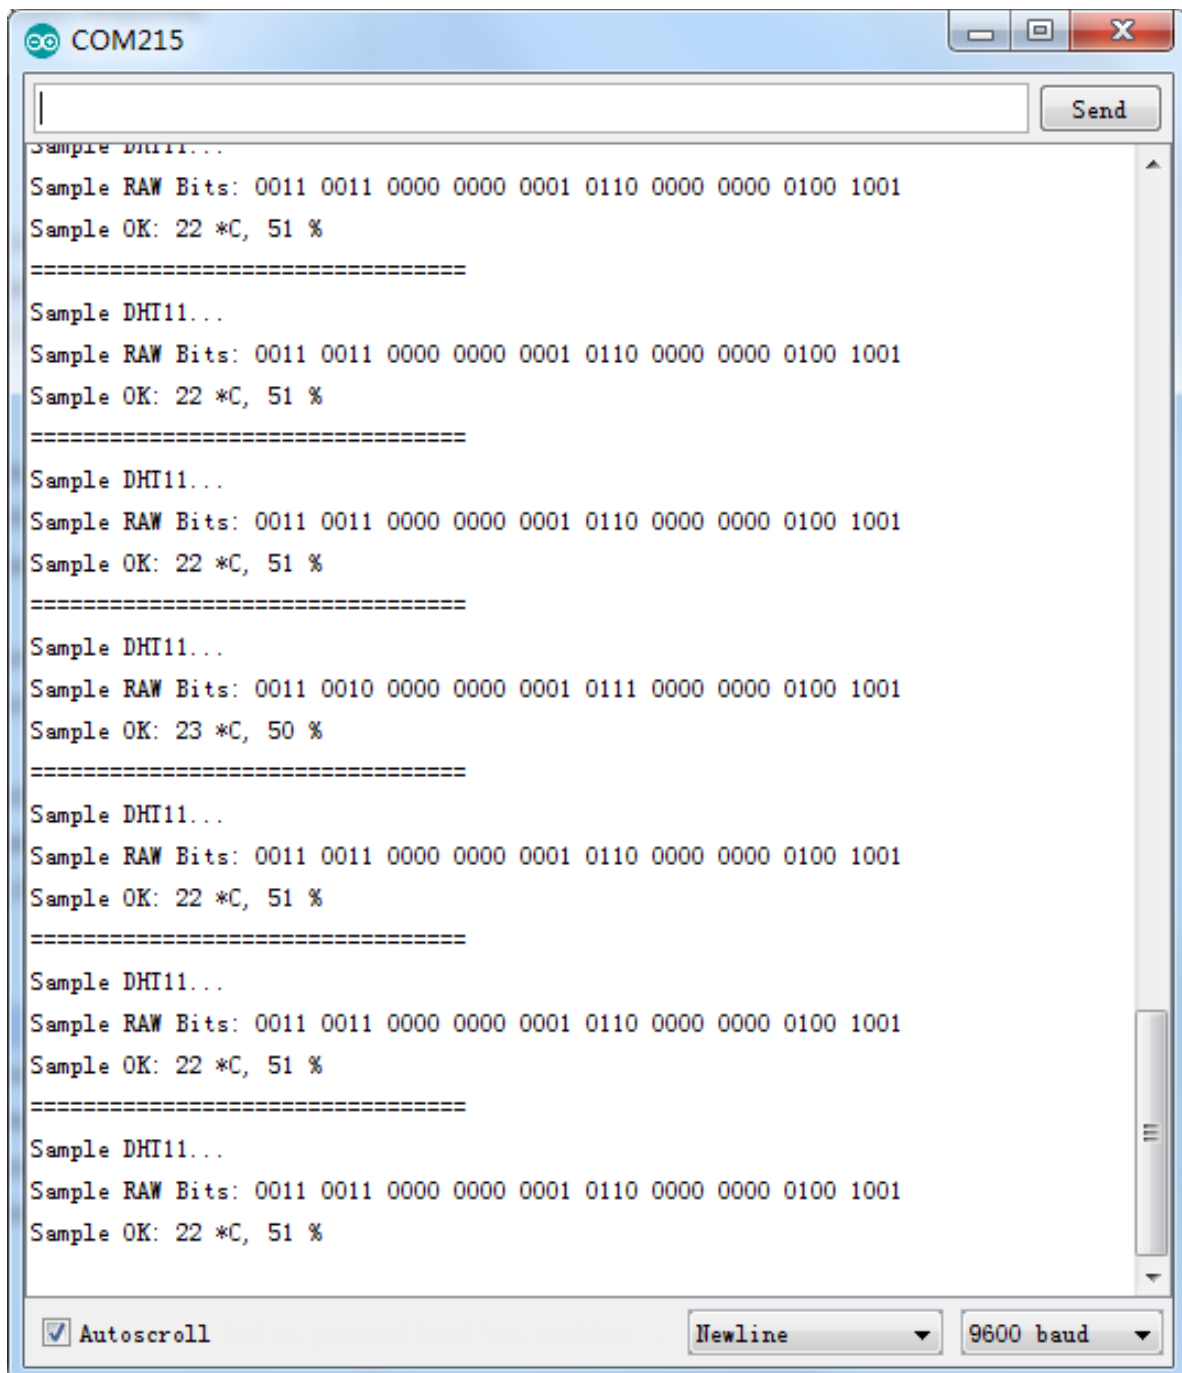 COM215
Send
Sample DHT11...
Sample RAW Bits: 0011 0011 0000 0000 0001 0110 0000 0000 0100 1001
Sample OK: 22 *C, 51 %
=================================
Sample DHT11...
Sample RAW Bits: 0011 0011 0000 0000 0001 0110 0000 0000 0100 1001
Sample OK: 22 *C, 51 %
=================================
Sample DHT11...
Sample RAW Bits: 0011 0011 0000 0000 0001 0110 0000 0000 0100 1001
Sample OK: 22 *C, 51 %
=================================
Sample DHT11...
Sample RAW Bits: 0011 0010 0000 0000 0001 0111 0000 0000 0100 1001
Sample OK: 23 *C, 50 %
=================================
Sample DHT11...
Sample RAW Bits: 0011 0011 0000 0000 0001 0110 0000 0000 0100 1001
Sample OK: 22 *C, 51 %
=================================
Sample DHT11...
Sample RAW Bits: 0011 0011 0000 0000 0001 0110 0000 0000 0100 1001
Sample OK: 22 *C, 51 %
=================================
Sample DHT11...
Sample RAW Bits: 0011 0011 0000 0000 0001 0110 0000 0000 0100 1001
Sample OK: 22 *C, 51 %
Autoscroll Newline 9600 baud